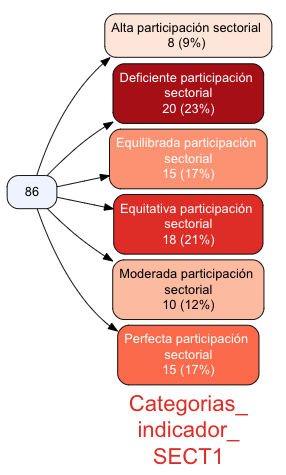 Alta participación sectorial
8 (9%)
Deficiente participación
sectorial
20 (23%)
Equilibrada participación
sectorial
15 (17%)
86
Equitativa participación
sectorial
18 (21%)
Moderada participación
sectorial
10 (12%)
Perfecta participación
sectorial
15 (17%)
Categorias_
indicador_
SECT1